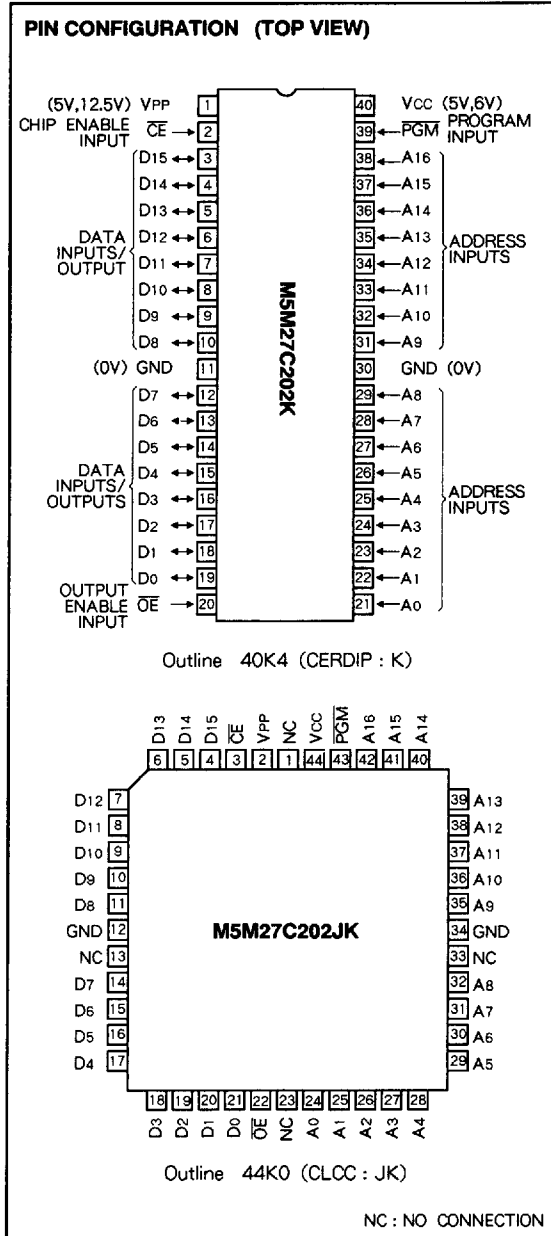 PIN CONFIGURATION (TOP VIEW)
(5V,12.5V) VPP 1 40 VCC (5V,6V)
CHIP ENABLE INPUT C̅E̅ 2 39 P̅G̅M̅ PROGRAM INPUT
D15 3 38 A16
D14 4 37 A15
D13 5 36 A14
DATA INPUTS/ OUTPUT
D12 6 35 A13
ADDRESS INPUTS
D11 7 34 A12
D10 8 33 A11
D9 9 32 A10
D8 10 31 A9
(0V) GND 11 30 GND (0V)
M5M27C202K
D7 12 29 A8
D6 13 28 A7
D5 14 27 A6
DATA INPUTS/ OUTPUTS
D4 15 26 A5
D3 16 25 A4
ADDRESS INPUTS
D2 17 24 A3
D1 18 23 A2
D0 19 22 A1
OUTPUT ENABLE INPUT O̅E̅ 20 21 A0
Outline 40K4 (CERDIP : K)
D13 D14 D15 C̅E̅ VPP NC VCC P̅G̅M̅ A16 A15 A14
6 5 4 3 2 1 44 43 42 41 40
D12 7 39 A13
D11 8 38 A12
D10 9 37 A11
D9 10 36 A10
D8 11 35 A9
GND 12 34 GND
M5M27C202JK
NC 13 33 NC
D7 14 32 A8
D6 15 31 A7
D5 16 30 A6
D4 17 29 A5
18 19 20 21 22 23 24 25 26 27 28
D3 D2 D1 D0 O̅E̅ NC A0 A1 A2 A3 A4
Outline 44K0 (CLCC : JK)
NC : NO CONNECTION